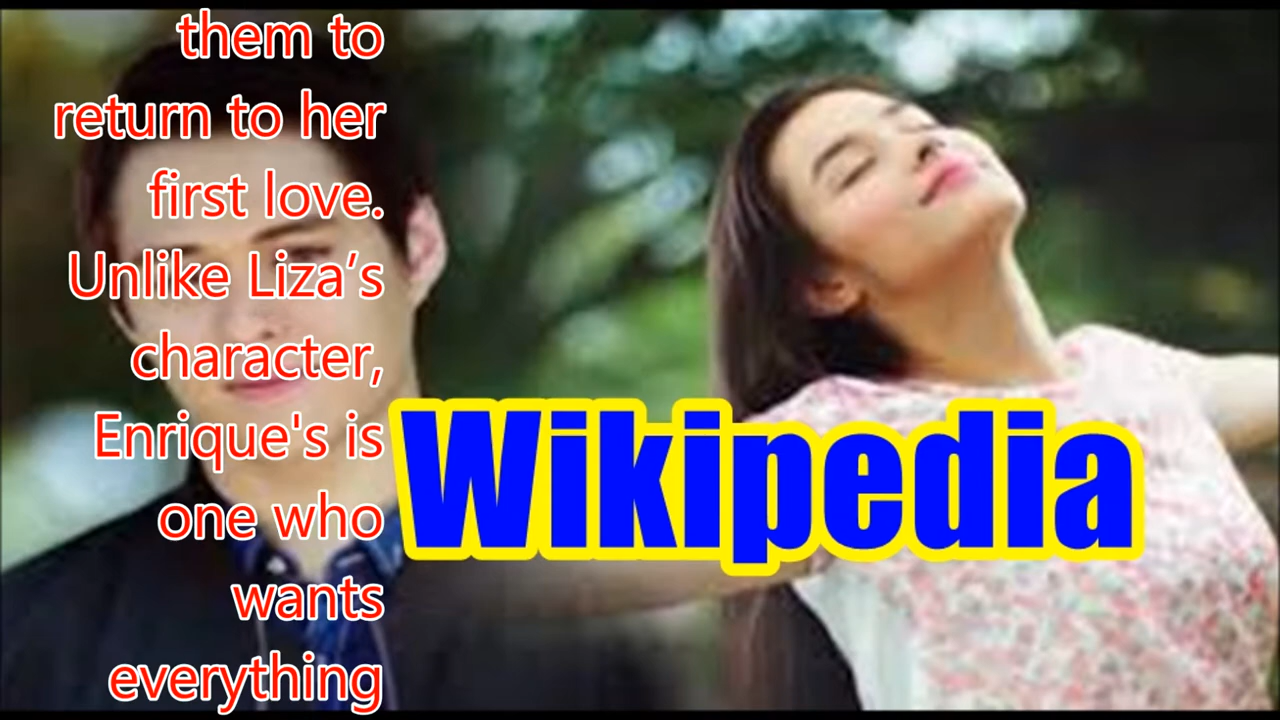 them to
return to her
first love.
Unlike Liza’s
character,
Enrique's is
one who
wants
everything
Wikipedia